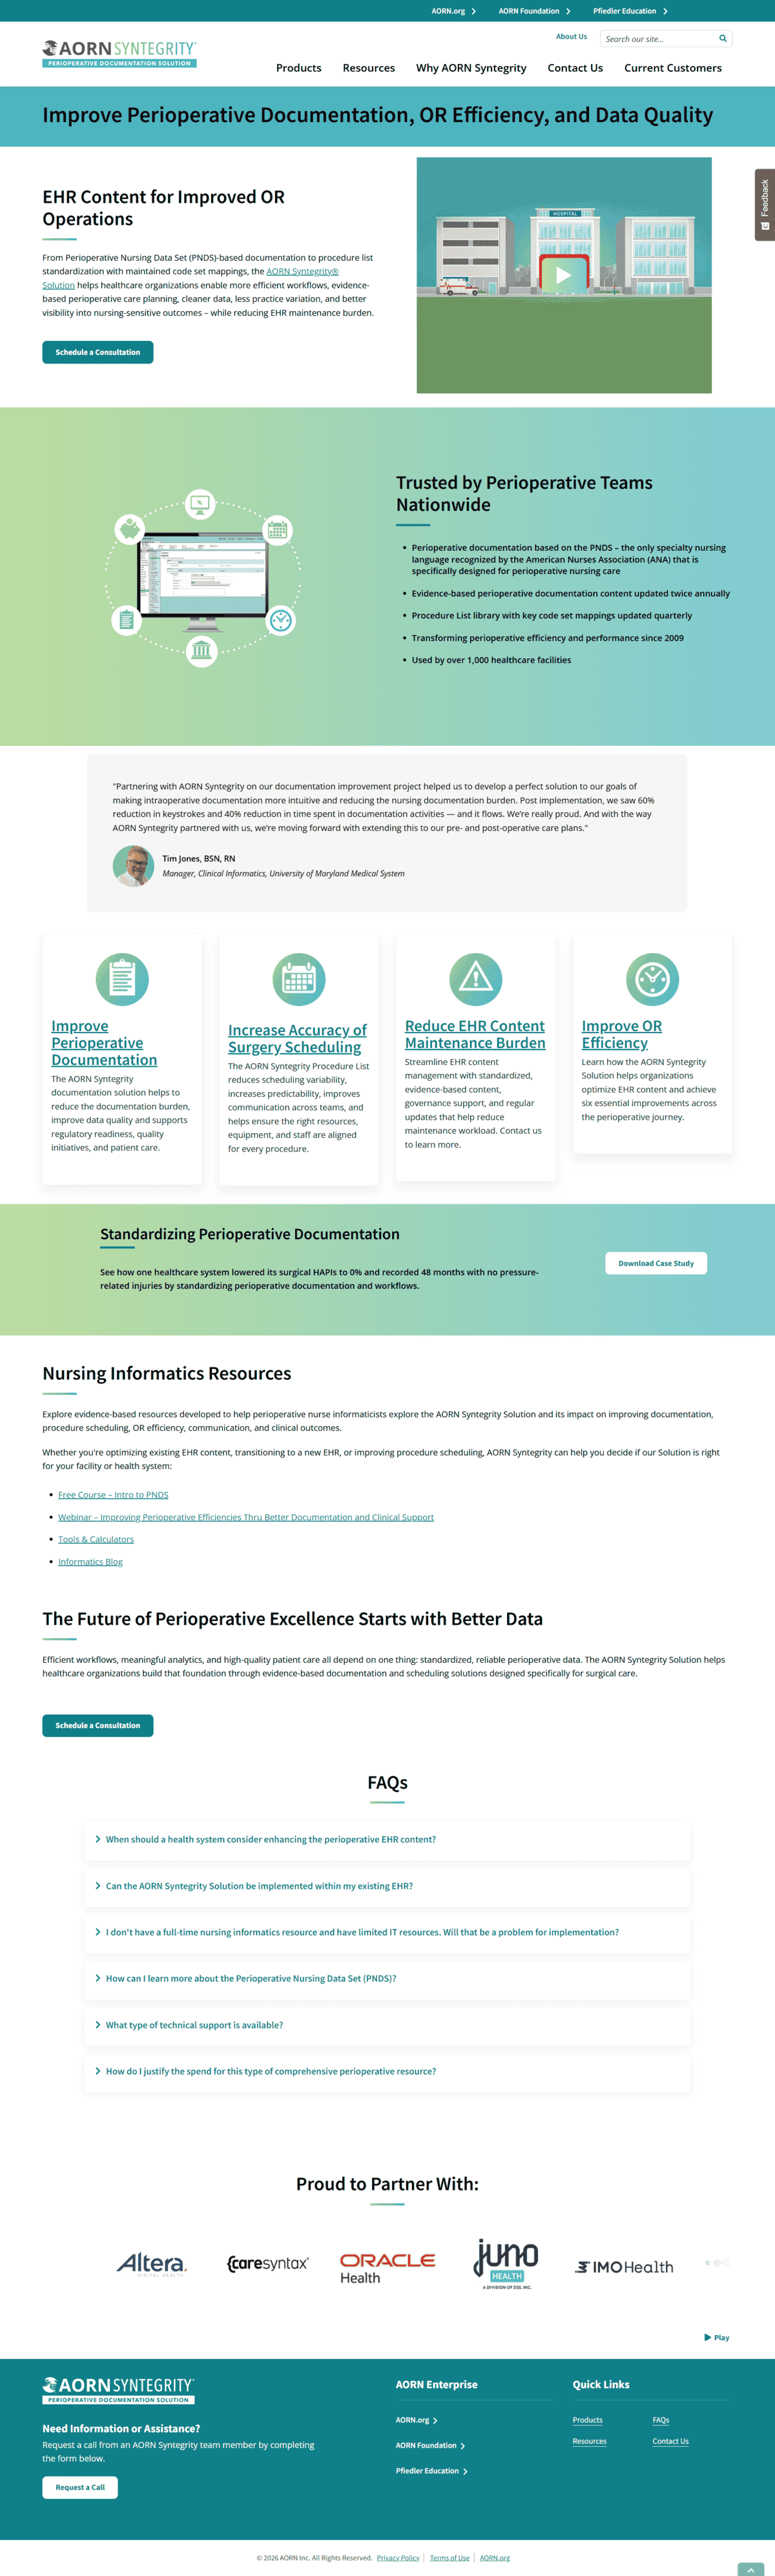 AORN.org
AORN Foundation
Pfiedler Education
AORN SYNTEGRITY®
PERIOPERATIVE DOCUMENTATION SOLUTION
About Us
Search our site...
Products
Resources
Why AORN Syntegrity
Contact Us
Current Customers
Improve Perioperative Documentation, OR Efficiency, and Data Quality
Feedback
EHR Content for Improved OR
Operations
From Perioperative Nursing Data Set (PNDS)-based documentation to procedure list
standardization with maintained code set mappings, the AORN Syntegrity®
Solution helps healthcare organizations enable more efficient workflows, evidence-
based perioperative care planning, cleaner data, less practice variation, and better
visibility into nursing-sensitive outcomes – while reducing EHR maintenance burden.
Schedule a Consultation
HOSPITAL
Trusted by Perioperative Teams
Nationwide
• Perioperative documentation based on the PNDS – the only specialty nursing
language recognized by the American Nurses Association (ANA) that is
specifically designed for perioperative nursing care
• Evidence-based perioperative documentation content updated twice annually
• Procedure List library with key code set mappings updated quarterly
• Transforming perioperative efficiency and performance since 2009
• Used by over 1,000 healthcare facilities
"Partnering with AORN Syntegrity on our documentation improvement project helped us to develop a perfect solution to our goals of
making intraoperative documentation more intuitive and reducing the nursing documentation burden. Post implementation, we saw 60%
reduction in keystrokes and 40% reduction in time spent in documentation activities — and it flows. We're really proud. And with the way
AORN Syntegrity partnered with us, we're moving forward with extending this to our pre- and post-operative care plans."
Tim Jones, BSN, RN
Manager, Clinical Informatics, University of Maryland Medical System
Improve
Perioperative
Documentation
The AORN Syntegrity
documentation solution helps to
reduce the documentation burden,
improve data quality and supports
regulatory readiness, quality
initiatives, and patient care.
Increase Accuracy of
Surgery Scheduling
The AORN Syntegrity Procedure List
reduces scheduling variability,
increases predictability, improves
communication across teams, and
helps ensure the right resources,
equipment, and staff are aligned
for every procedure.
Reduce EHR Content
Maintenance Burden
Streamline EHR content
management with standardized,
evidence-based content,
governance support, and regular
updates that help reduce
maintenance workload. Contact us
to learn more.
Improve OR
Efficiency
Learn how the AORN Syntegrity
Solution helps organizations
optimize EHR content and achieve
six essential improvements across
the perioperative journey.
Standardizing Perioperative Documentation
See how one healthcare system lowered its surgical HAPIs to 0% and recorded 48 months with no pressure-
related injuries by standardizing perioperative documentation and workflows.
Download Case Study
Nursing Informatics Resources
Explore evidence-based resources developed to help perioperative nurse informaticists explore the AORN Syntegrity Solution and its impact on improving documentation,
procedure scheduling, OR efficiency, communication, and clinical outcomes.
Whether you're optimizing existing EHR content, transitioning to a new EHR, or improving procedure scheduling, AORN Syntegrity can help you decide if our Solution is right
for your facility or health system:
• Free Course – Intro to PNDS
• Webinar – Improving Perioperative Efficiencies Thru Better Documentation and Clinical Support
• Tools & Calculators
• Informatics Blog
The Future of Perioperative Excellence Starts with Better Data
Efficient workflows, meaningful analytics, and high-quality patient care all depend on one thing: standardized, reliable perioperative data. The AORN Syntegrity Solution helps
healthcare organizations build that foundation through evidence-based documentation and scheduling solutions designed specifically for surgical care.
Schedule a Consultation
FAQs
When should a health system consider enhancing the perioperative EHR content?
Can the AORN Syntegrity Solution be implemented within my existing EHR?
I don't have a full-time nursing informatics resource and have limited IT resources. Will that be a problem for implementation?
How can I learn more about the Perioperative Nursing Data Set (PNDS)?
What type of technical support is available?
How do I justify the spend for this type of comprehensive perioperative resource?
Proud to Partner With:
Altera
DIGITAL HEALTH
caresyntax
ORACLE
Health
juno
HEALTH
A DIVISION OF DSS, INC.
IMO Health
Play
AORN SYNTEGRITY®
PERIOPERATIVE DOCUMENTATION SOLUTION
Need Information or Assistance?
Request a call from an AORN Syntegrity team member by completing
the form below.
Request a Call
AORN Enterprise
AORN.org
AORN Foundation
Pfiedler Education
Quick Links
Products
FAQs
Resources
Contact Us
© 2026 AORN Inc. All Rights Reserved. Privacy Policy | Terms of Use | AORN.org